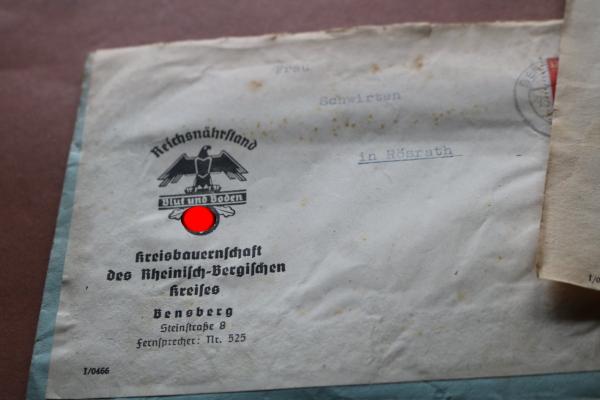 Frau
Schwirten
in Rösrath
Reichsnährstand
Blut und Boden
Kreisbauernschaft
des Rheinisch-Bergischen
Kreises
Bensberg
Steinstraße 8
Fernsprecher: Nr. 525
I/0466